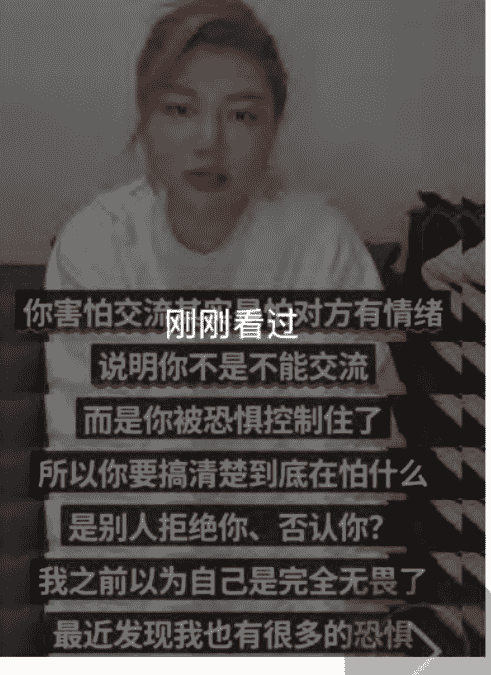 你害怕交流其实是怕对方有情绪
刚刚看过
说明你不是不能交流
而是你被恐惧控制住了
所以你要搞清楚到底在怕什么
是别人拒绝你、否认你?
我之前以为自己是完全无畏了
最近发现我也有很多的恐惧